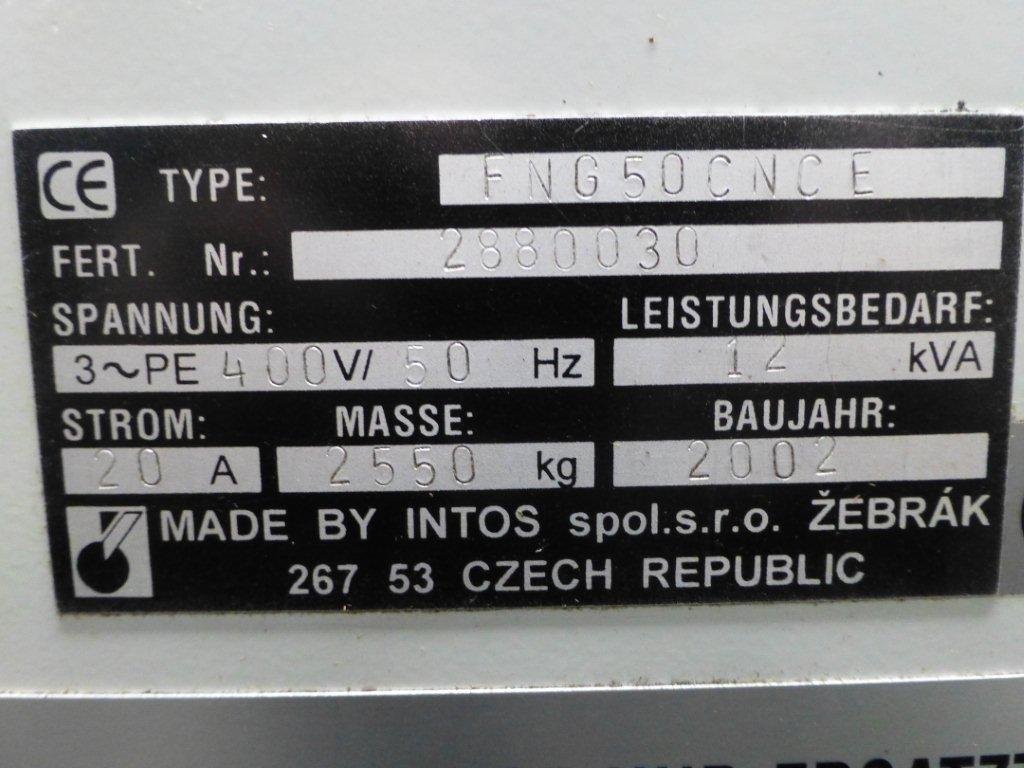 CE TYPE: FNG50CNC E
FERT. Nr.: 2880030
SPANNUNG: LEISTUNGSBEDARF:
3~PE 400V/ 50 Hz 12 kVA
STROM: MASSE: BAUJAHR:
20 A 2550 kg 2002
MADE BY INTOS spol.s.r.o. ŽEBRÁK
267 53 CZECH REPUBLIC